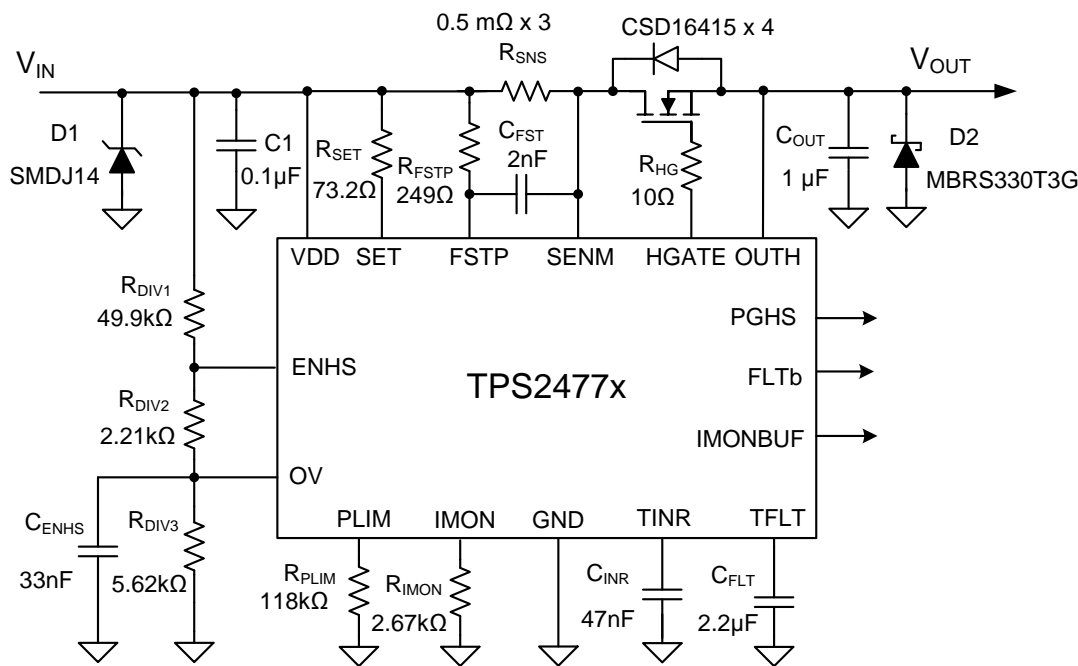 0.5 mΩ x 3
CSD16415 x 4
VIN
RSNS
VOUT
D1
SMDJ14
C1
0.1µF
RSET
73.2Ω
RFSTP
249Ω
CFST
2nF
RHG
10Ω
COUT
1 µF
D2
MBRS330T3G
VDD
SET
FSTP
SENM
HGATE
OUTH
RDIV1
49.9kΩ
PGHS
ENHS
FLTb
TPS2477x
RDIV2
2.21kΩ
IMONBUF
OV
CENHS
33nF
RDIV3
5.62kΩ
PLIM
IMON
GND
TINR
TFLT
RPLIM
118kΩ
RIMON
2.67kΩ
CINR
47nF
CFLT
2.2µF